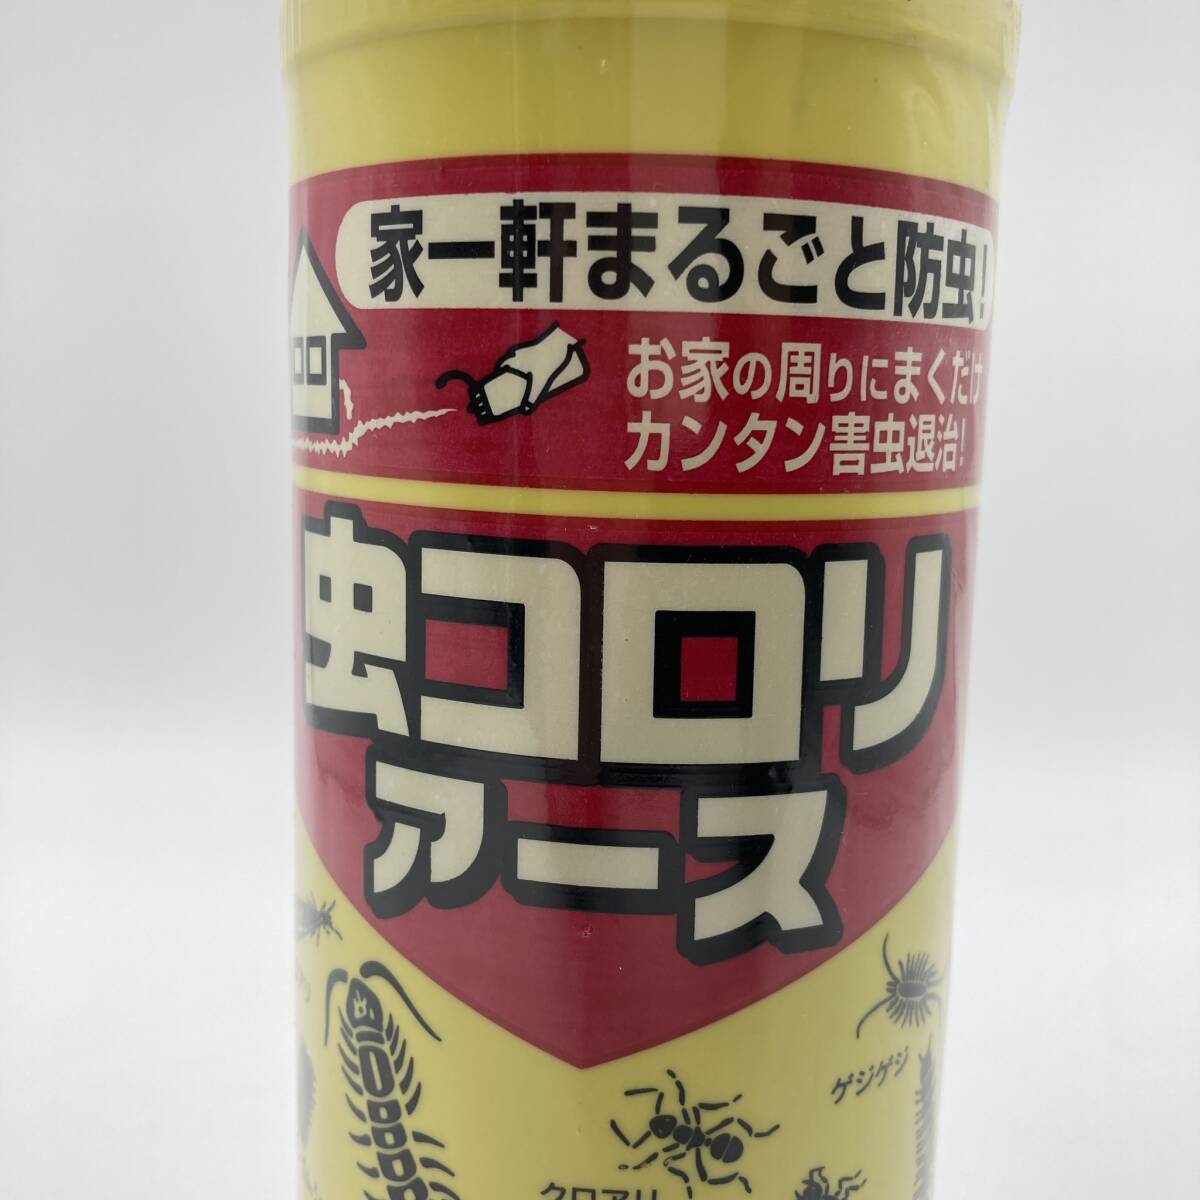 家一軒まるごと防虫!
お家の周りにまくだけ
カンタン害虫退治!
虫コロリ
アース
ゲジゲジ
クロアリ